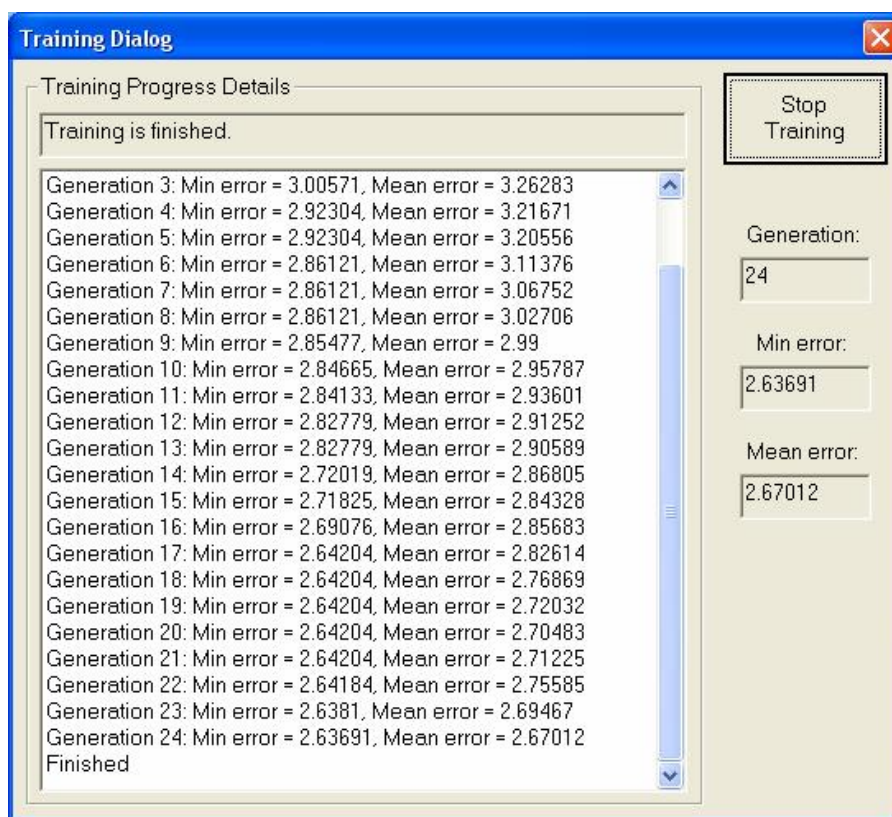 Training Dialog
Training Progress Details
Training is finished.
Generation 3: Min error = 3.00571, Mean error = 3.26283
Generation 4: Min error = 2.92304, Mean error = 3.21671
Generation 5: Min error = 2.92304, Mean error = 3.20556
Generation 6: Min error = 2.86121, Mean error = 3.11376
Generation 7: Min error = 2.86121, Mean error = 3.06752
Generation 8: Min error = 2.86121, Mean error = 3.02706
Generation 9: Min error = 2.85477, Mean error = 2.99
Generation 10: Min error = 2.84665, Mean error = 2.95787
Generation 11: Min error = 2.84133, Mean error = 2.93601
Generation 12: Min error = 2.82779, Mean error = 2.91252
Generation 13: Min error = 2.82779, Mean error = 2.90589
Generation 14: Min error = 2.72019, Mean error = 2.86805
Generation 15: Min error = 2.71825, Mean error = 2.84328
Generation 16: Min error = 2.69076, Mean error = 2.85683
Generation 17: Min error = 2.64204, Mean error = 2.82614
Generation 18: Min error = 2.64204, Mean error = 2.76869
Generation 19: Min error = 2.64204, Mean error = 2.72032
Generation 20: Min error = 2.64204, Mean error = 2.70483
Generation 21: Min error = 2.64204, Mean error = 2.71225
Generation 22: Min error = 2.64184, Mean error = 2.75585
Generation 23: Min error = 2.6381, Mean error = 2.69467
Generation 24: Min error = 2.63691, Mean error = 2.67012
Finished
Stop
Training
Generation:
24
Min error:
2.63691
Mean error:
2.67012